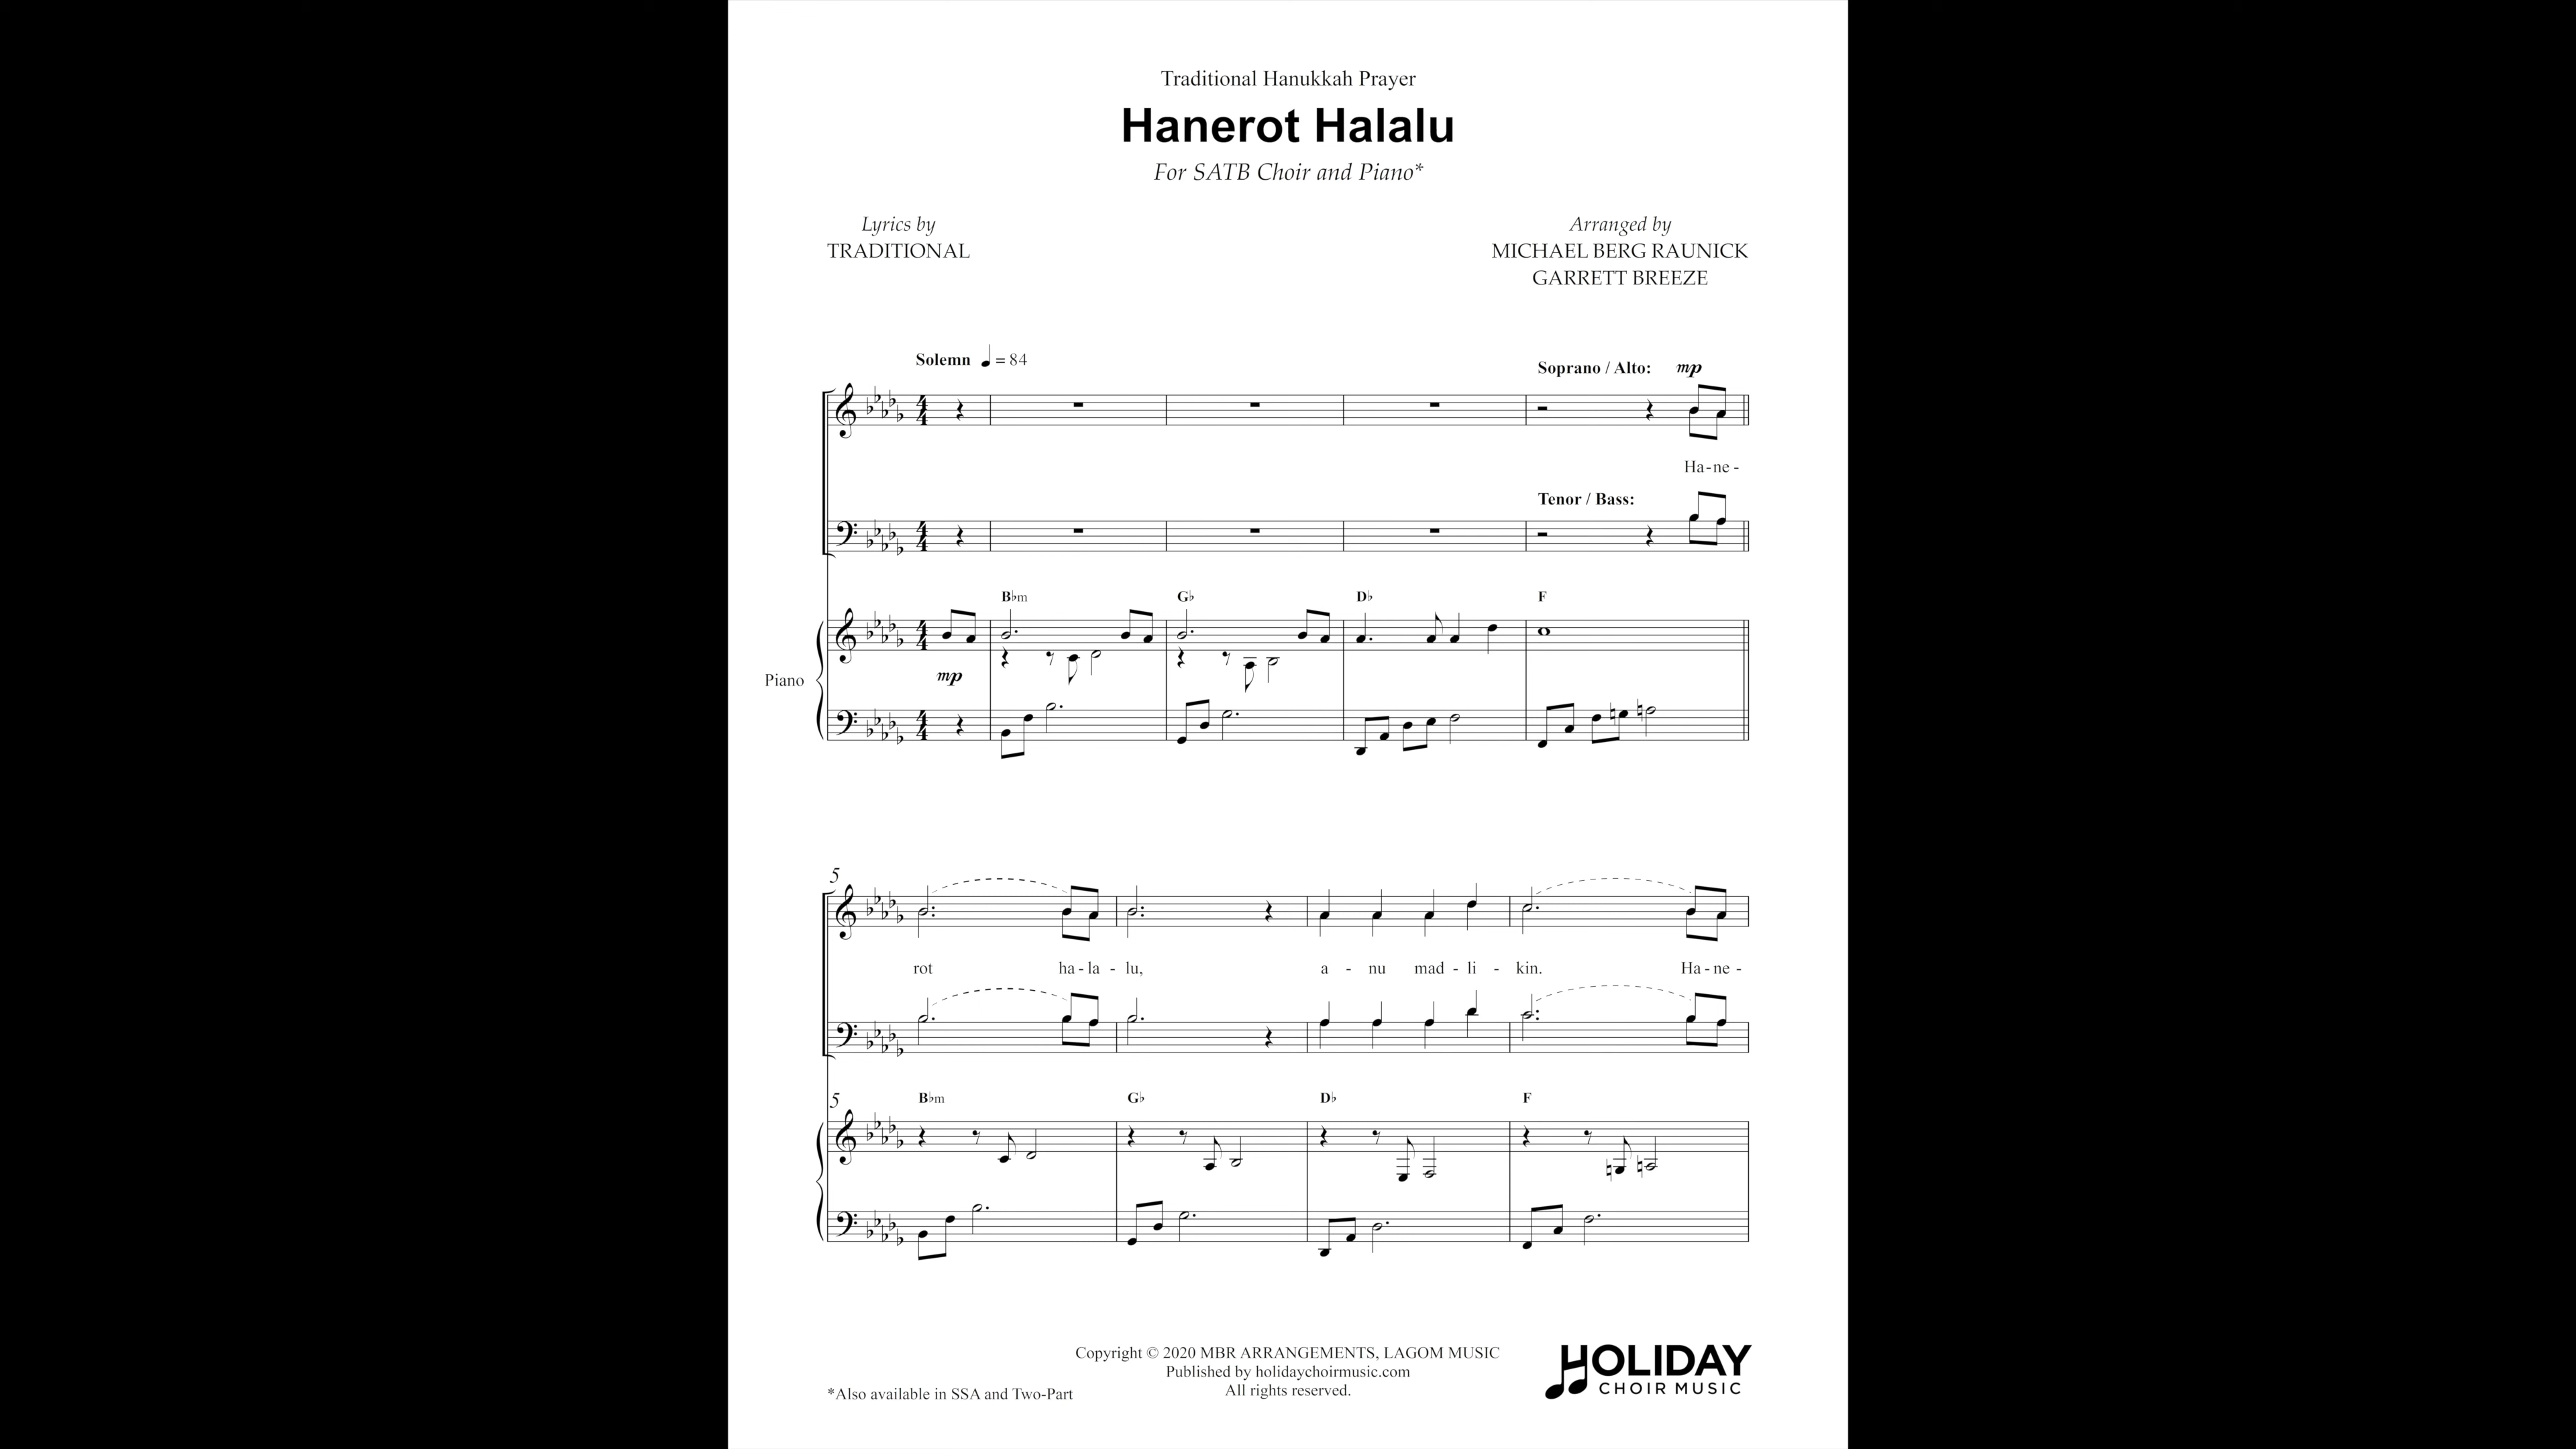 Traditional Hanukkah Prayer
Hanerot Halalu
For SATB Choir and Piano*
Lyrics by
TRADITIONAL
Arranged by
MICHAEL BERG RAUNICK
GARRETT BREEZE
Solemn ♩ = 84
Soprano / Alto: mp
Ha - ne -
Tenor / Bass:
B♭m G♭ D♭ F
Piano
mp
5
rot ha - la - lu, a - nu mad - li - kin. Ha - ne -
5 B♭m G♭ D♭ F
Copyright © 2020 MBR ARRANGEMENTS, LAGOM MUSIC
Published by holidaychoirmusic.com
All rights reserved.
*Also available in SSA and Two-Part
HOLIDAY
CHOIR MUSIC